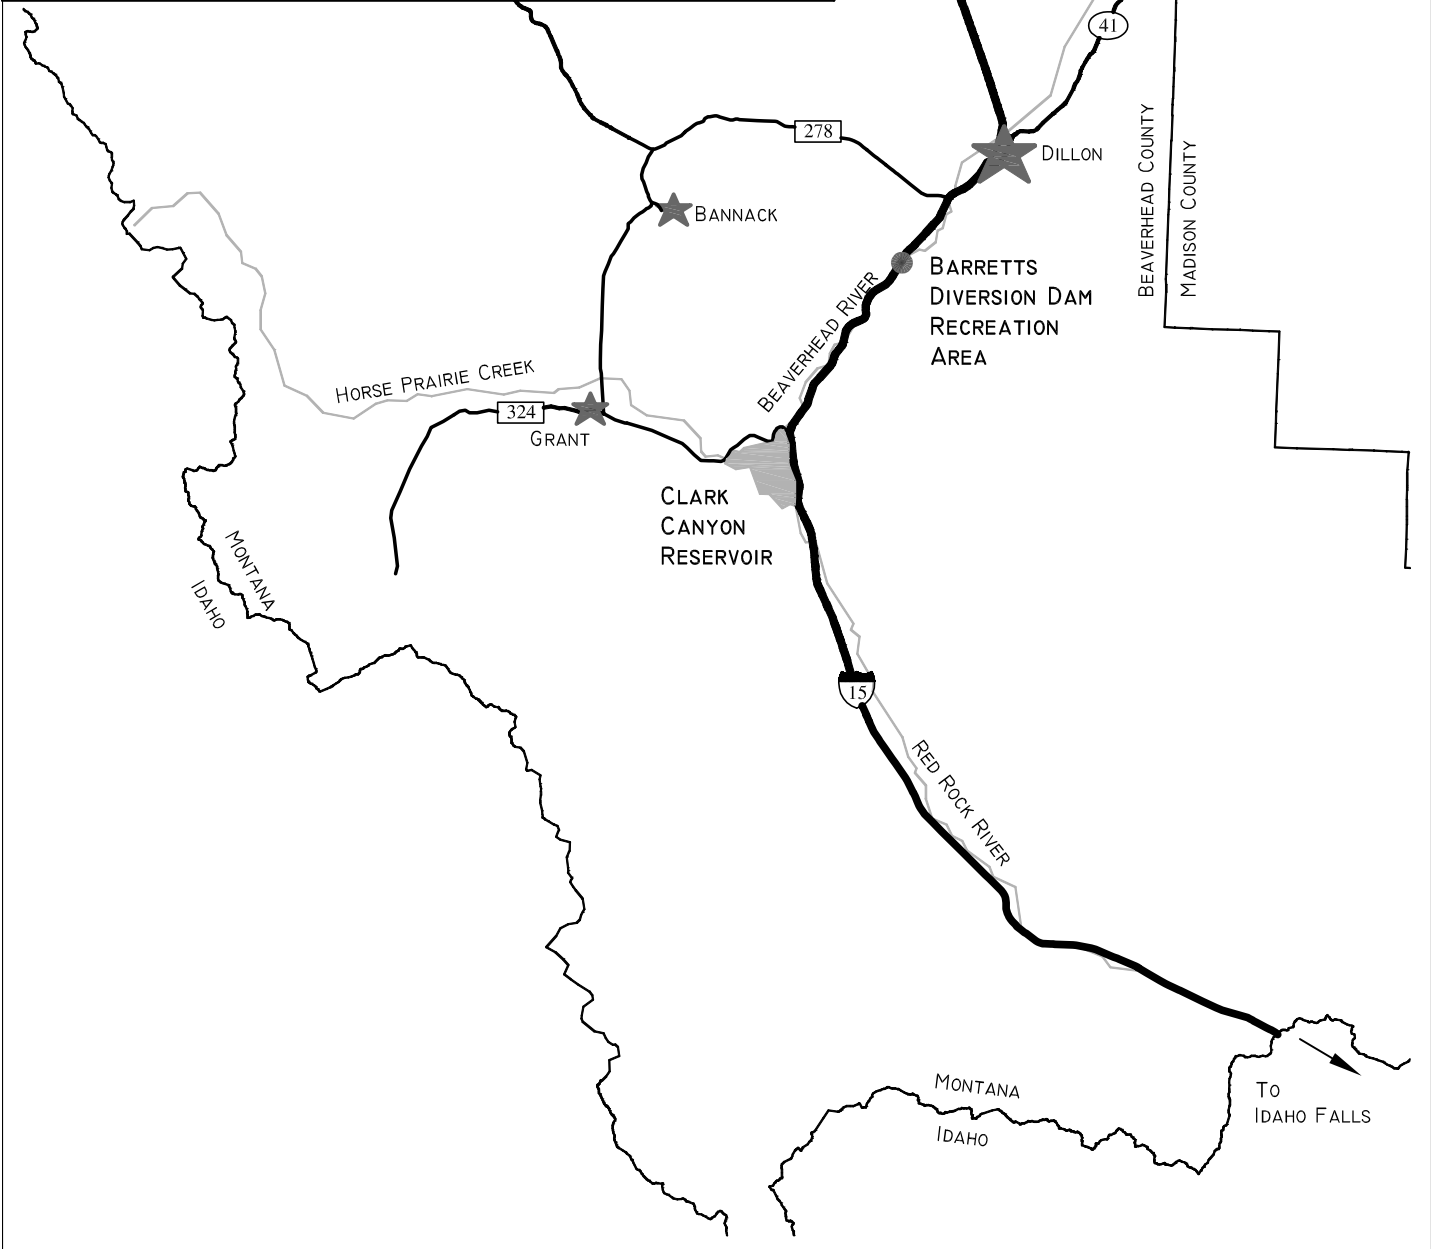 41
278
DILLON
BEAVERHEAD COUNTY
MADISON COUNTY
BANNACK
BARRETTS
DIVERSION DAM
RECREATION
AREA
BEAVERHEAD RIVER
HORSE PRAIRIE CREEK
324
GRANT
CLARK
CANYON
RESERVOIR
MONTANA
IDAHO
15
RED ROCK RIVER
MONTANA
IDAHO
TO
IDAHO FALLS